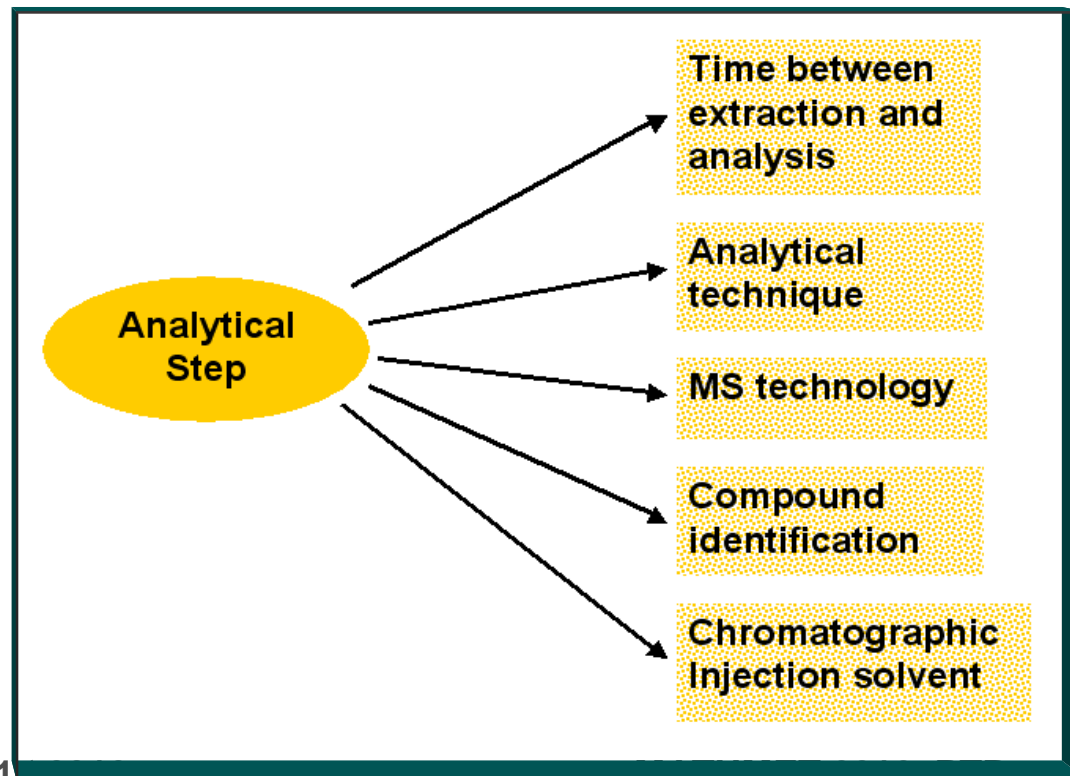 Time between
extraction and
analysis
Analytical
technique
Analytical
Step
MS technology
Compound
identification
Chromatographic
Injection solvent